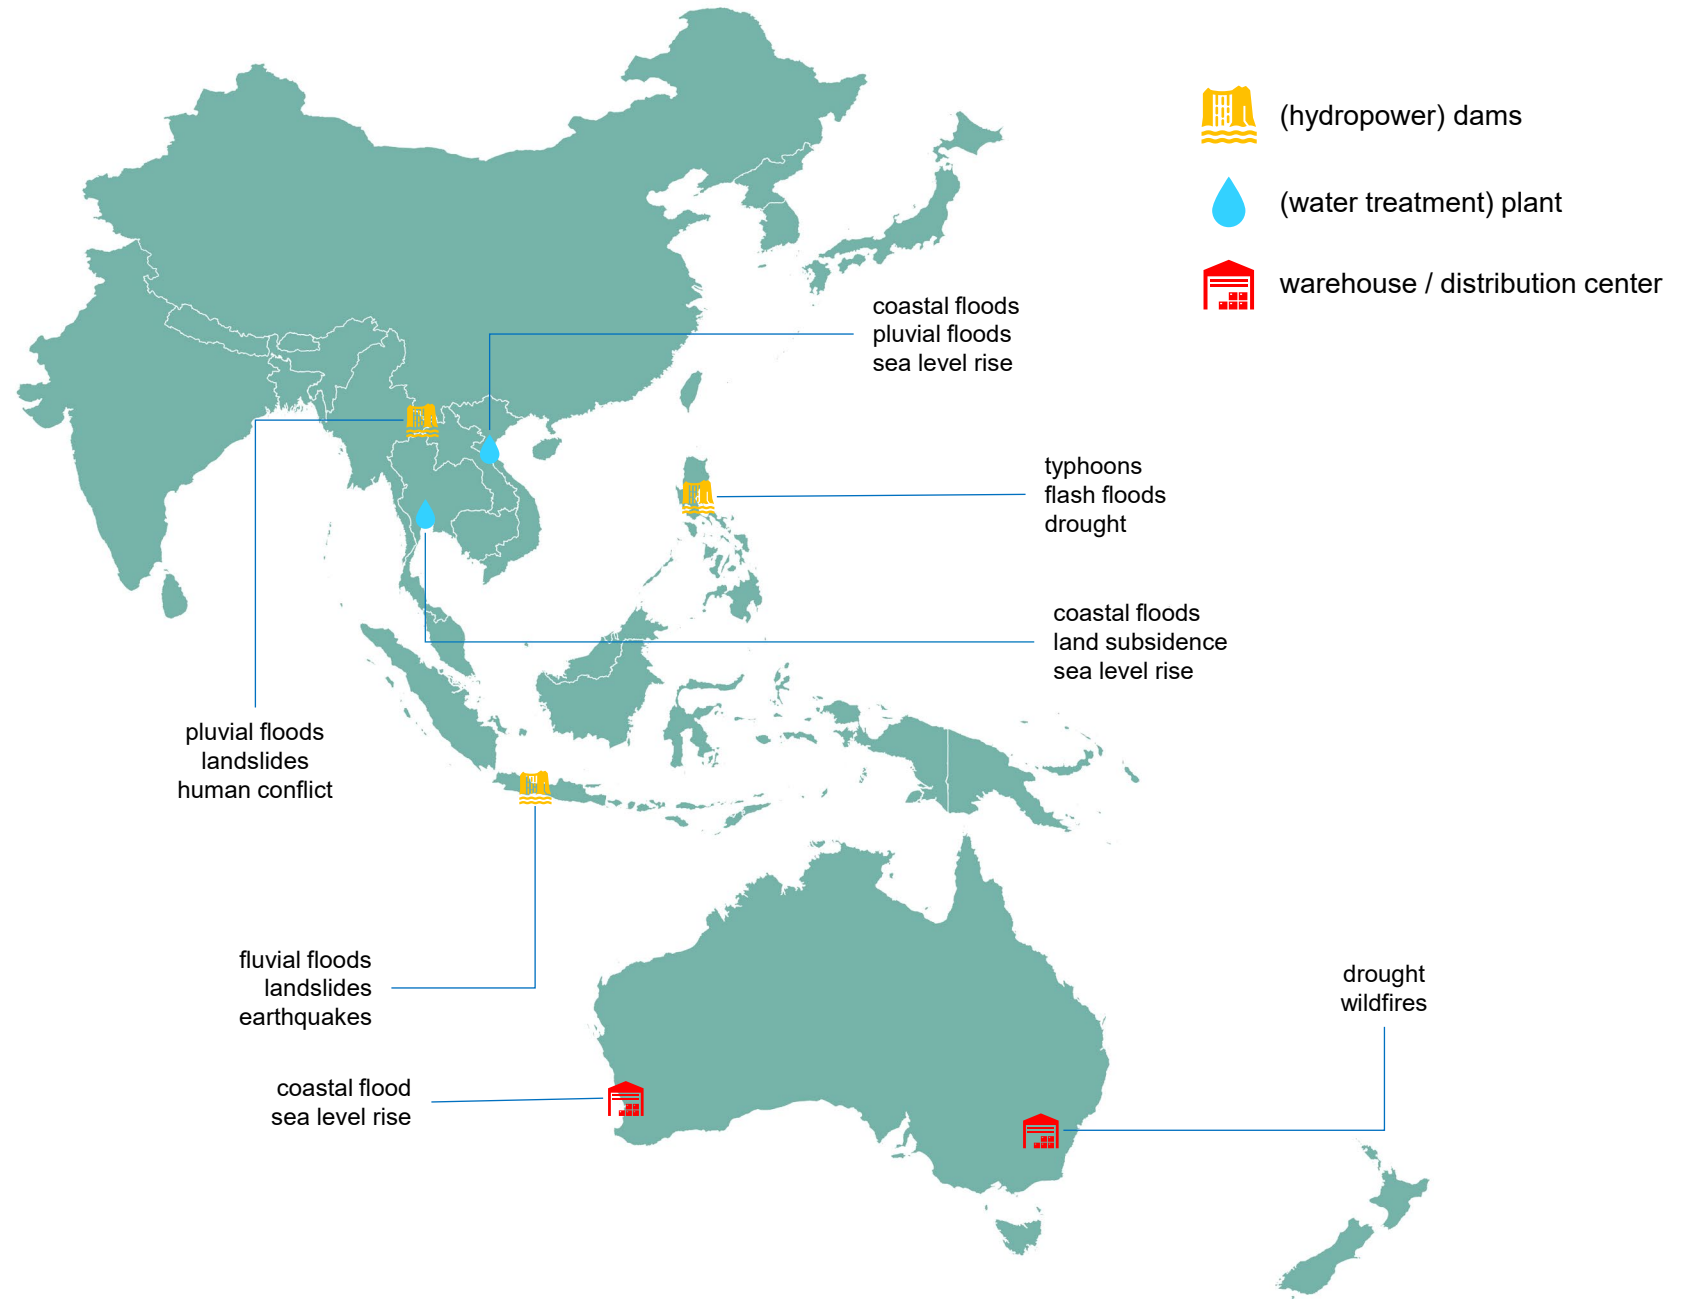 (hydropower) dams
(water treatment) plant
warehouse / distribution center
coastal floods
pluvial floods
sea level rise
typhoons
flash floods
drought
coastal floods
land subsidence
sea level rise
pluvial floods
landslides
human conflict
fluvial floods
landslides
earthquakes
drought
wildfires
coastal flood
sea level rise